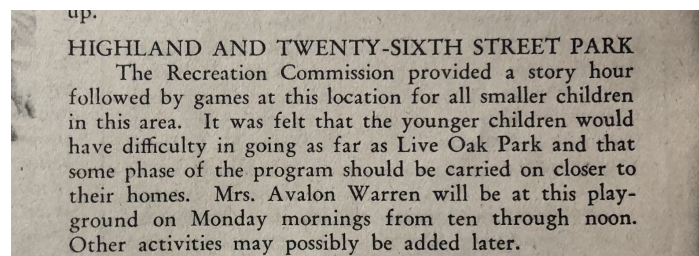 up.
HIGHLAND AND TWENTY-SIXTH STREET PARK
The Recreation Commission provided a story hour
followed by games at this location for all smaller children
in this area. It was felt that the younger children would
have difficulty in going as far as Live Oak Park and that
some phase of the program should be carried on closer to
their homes. Mrs. Avalon Warren will be at this play-
ground on Monday mornings from ten through noon.
Other activities may possibly be added later.